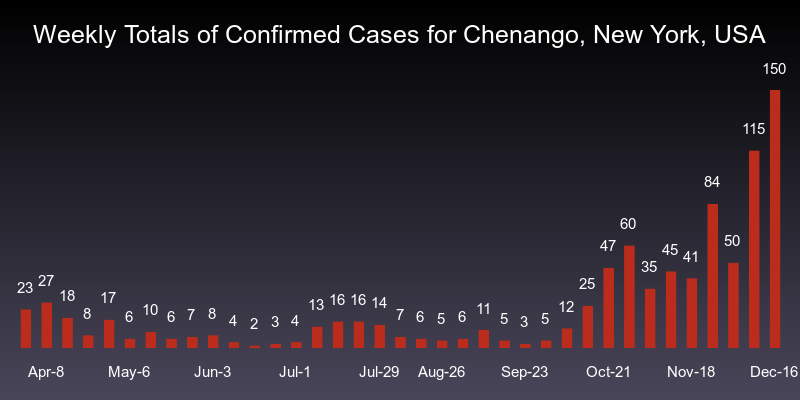 Weekly Totals of Confirmed Cases for Chenango, New York, USA
23 27 18 8 17 6 10 6 7 8 4 2 3 4 13 16 16 14 7 6 5 6 11 5 3 5 12 25 47 60 35 45 41 84 50 115 150
Apr-8 May-6 Jun-3 Jul-1 Jul-29 Aug-26 Sep-23 Oct-21 Nov-18 Dec-16